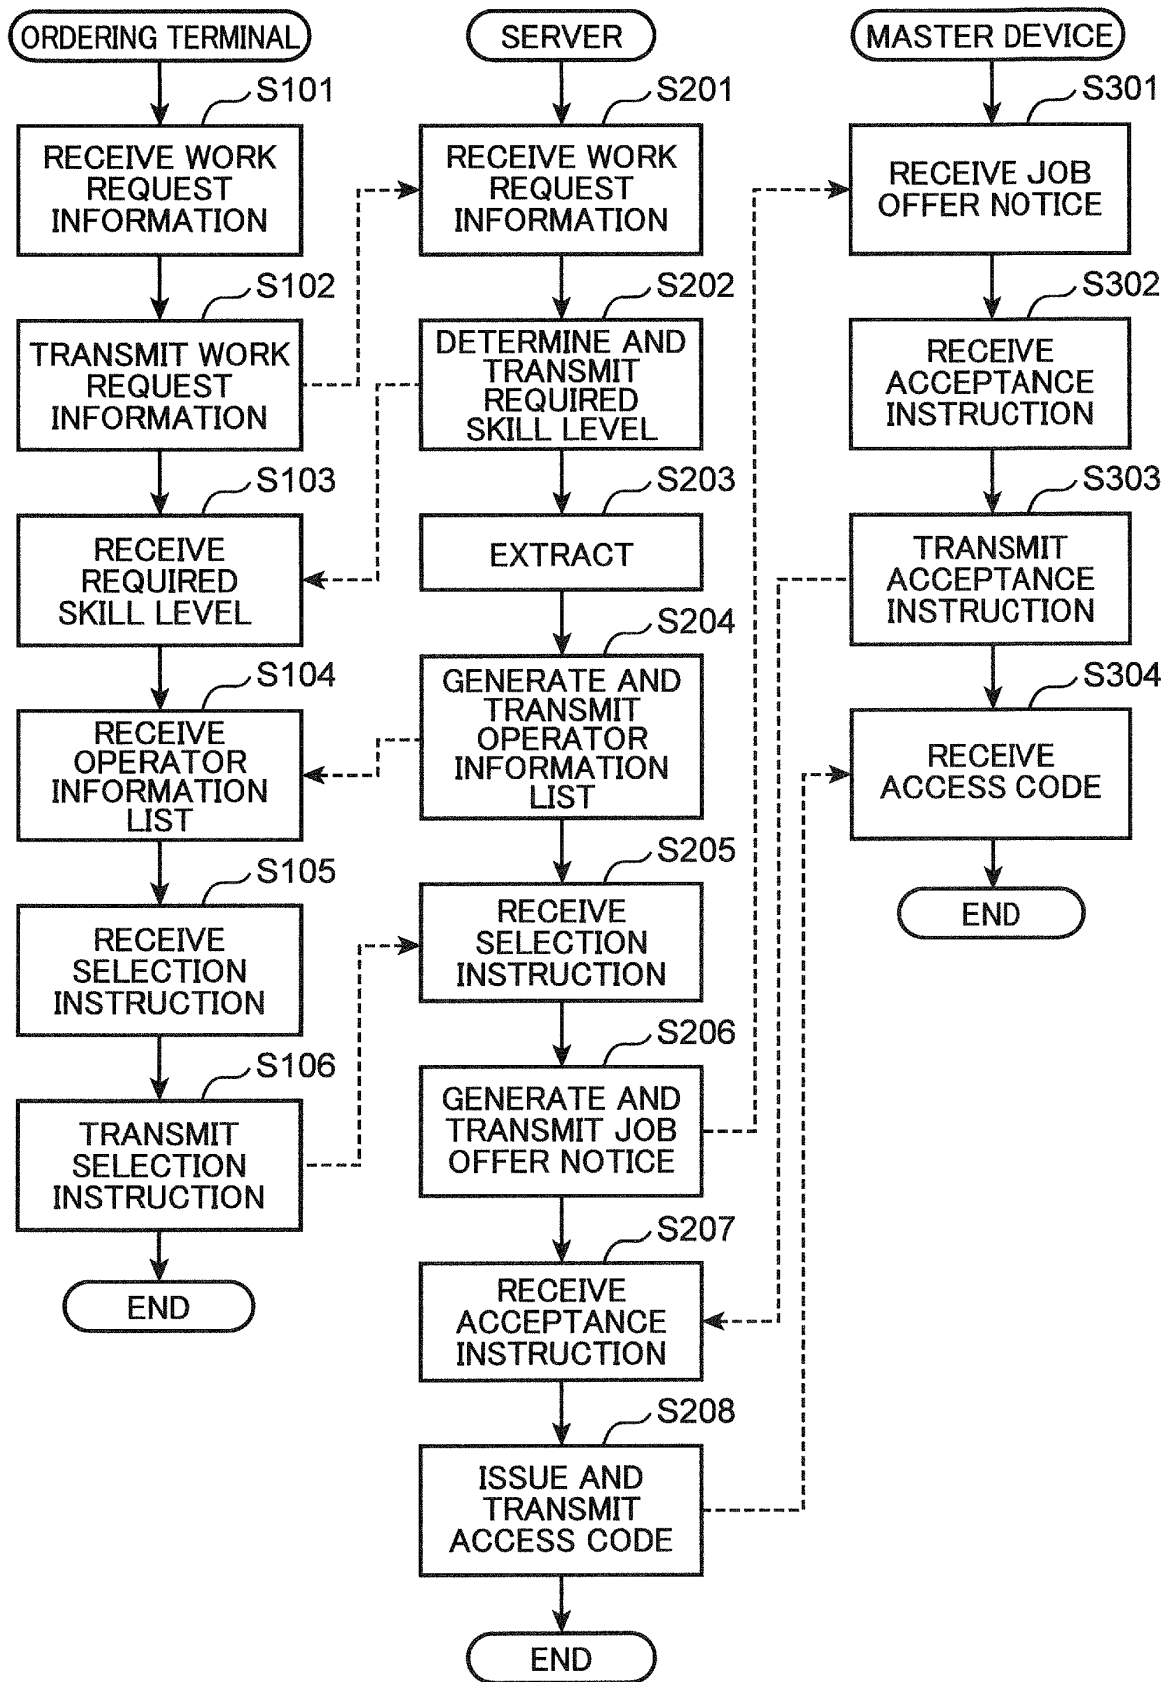 ORDERING TERMINAL
S101
RECEIVE WORK
REQUEST
INFORMATION
S102
TRANSMIT WORK
REQUEST
INFORMATION
S103
RECEIVE
REQUIRED
SKILL LEVEL
S104
RECEIVE
OPERATOR
INFORMATION
LIST
S105
RECEIVE
SELECTION
INSTRUCTION
S106
TRANSMIT
SELECTION
INSTRUCTION
END
SERVER
S201
RECEIVE WORK
REQUEST
INFORMATION
S202
DETERMINE AND
TRANSMIT
REQUIRED
SKILL LEVEL
S203
EXTRACT
S204
GENERATE AND
TRANSMIT
OPERATOR
INFORMATION
LIST
S205
RECEIVE
SELECTION
INSTRUCTION
S206
GENERATE AND
TRANSMIT JOB
OFFER NOTICE
S207
RECEIVE
ACCEPTANCE
INSTRUCTION
S208
ISSUE AND
TRANSMIT
ACCESS CODE
END
MASTER DEVICE
S301
RECEIVE JOB
OFFER NOTICE
S302
RECEIVE
ACCEPTANCE
INSTRUCTION
S303
TRANSMIT
ACCEPTANCE
INSTRUCTION
S304
RECEIVE
ACCESS CODE
END